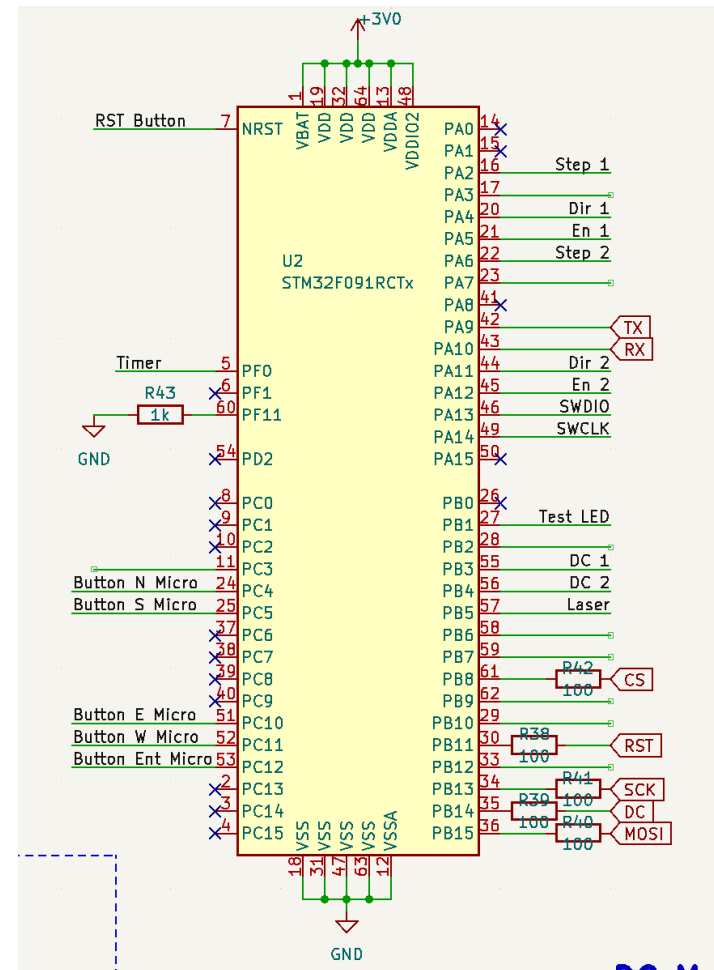 +3V0
1 19 32 64 13 48
VBAT VDD VDD VDD VDDA VDDIO2
RST Button 7 NRST
PA0 14
PA1 15
PA2 16 Step 1
PA3 17
PA4 20 Dir 1
PA5 21 En 1
U2
PA6 22 Step 2
STM32F091RCTx
PA7 23
PA8 41
PA9 42 TX
PA10 43 RX
Timer 5 PF0 PA11 44 Dir 2
6 PF1 PA12 45 En 2
R43
1k 60 PF11 PA13 46 SWDIO
PA14 49 SWCLK
GND 54 PD2 PA15 50
8 PC0 PB0 26
9 PC1 PB1 27 Test LED
10 PC2 PB2 28
11 PC3 PB3 55 DC 1
Button N Micro 24 PC4 PB4 56 DC 2
Button S Micro 25 PC5 PB5 57 Laser
37 PC6 PB6 58
38 PC7 PB7 59
39 PC8 PB8 61 R42 100 CS
40 PC9 PB9 62
Button E Micro 51 PC10 PB10 29
Button W Micro 52 PC11 PB11 30 R38 100 RST
Button Ent Micro 53 PC12 PB12 33
2 PC13 PB13 34 R41 100 SCK
3 PC14 PB14 35 R39 100 DC
4 PC15 PB15 36 R40 100 MOSI
VSS VSS VSS VSS VSSA
18 31 47 63 12
GND